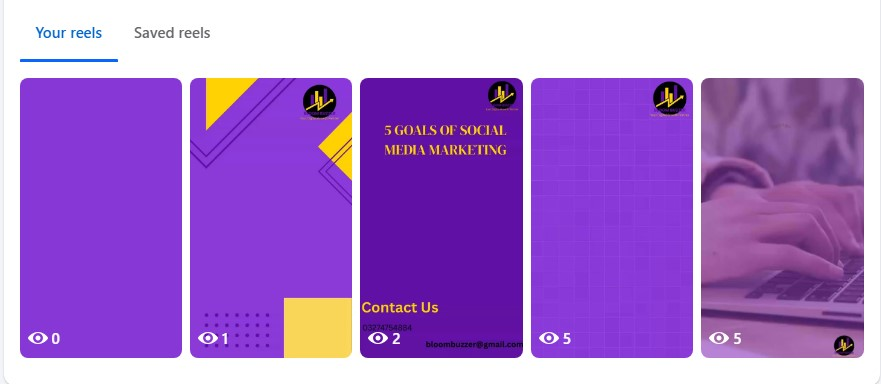 Your reels
Saved reels
5 GOALS OF SOCIAL
MEDIA MARKETING
Contact Us
bloombuzzer@gmail.com
0
1
2
5
5